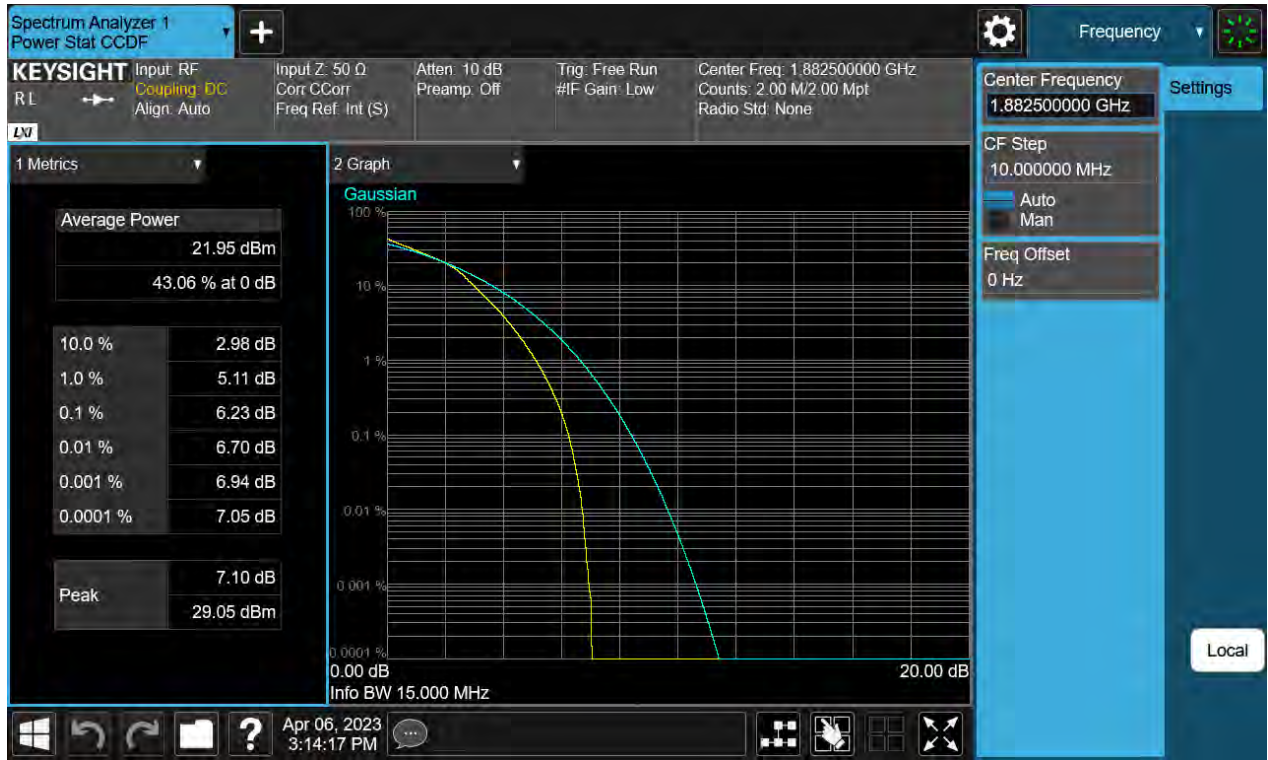 Spectrum Analyzer 1
Power Stat CCDF
Frequency
KEYSIGHT
RL
LXI
Input: RF
Coupling: DC
Align: Auto
Input Z: 50 Ω
Corr CCorr
Freq Ref: Int (S)
Atten: 10 dB
Preamp: Off
Trig: Free Run
#IF Gain: Low
Center Freq: 1.882500000 GHz
Counts: 2.00 M/2.00 Mpt
Radio Std: None
1 Metrics
Average Power
21.95 dBm
43.06 % at 0 dB
10.0 % 2.98 dB
1.0 % 5.11 dB
0.1 % 6.23 dB
0.01 % 6.70 dB
0.001 % 6.94 dB
0.0001 % 7.05 dB
Peak
7.10 dB
29.05 dBm
2 Graph
Gaussian
100 %
10 %
1 %
0.1 %
0.01 %
0.001 %
0.0001 %
0.00 dB
20.00 dB
Info BW 15.000 MHz
Center Frequency
1.882500000 GHz
Settings
CF Step
10.000000 MHz
Auto
Man
Freq Offset
0 Hz
Local
?
Apr 06, 2023
3:14:17 PM